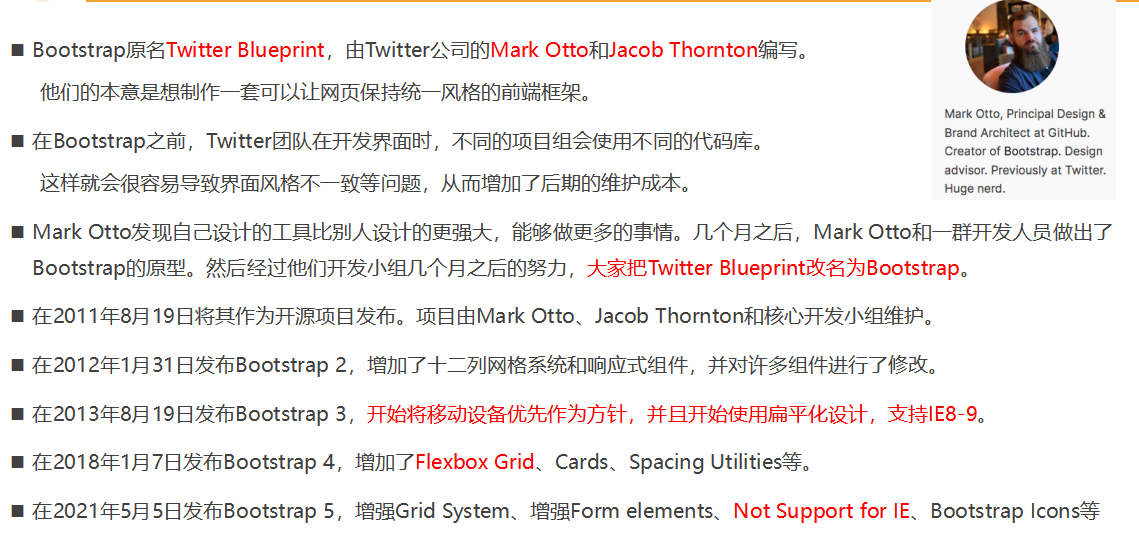 ■ Bootstrap原名Twitter Blueprint，由Twitter公司的Mark Otto和Jacob Thornton编写。
他们的本意是想制作一套可以让网页保持统一风格的前端框架。
■ 在Bootstrap之前，Twitter团队在开发界面时，不同的项目组会使用不同的代码库。
这样就会很容易导致界面风格不一致等问题，从而增加了后期的维护成本。
Mark Otto, Principal Design &
Brand Architect at GitHub.
Creator of Bootstrap. Design
advisor. Previously at Twitter.
Huge nerd.
■ Mark Otto发现自己设计的工具比别人设计的更强大，能够做更多的事情。几个月之后，Mark Otto和一群开发人员做出了
Bootstrap的原型。然后经过他们开发小组几个月之后的努力，大家把Twitter Blueprint改名为Bootstrap。
■ 在2011年8月19日将其作为开源项目发布。项目由Mark Otto、Jacob Thornton和核心开发小组维护。
■ 在2012年1月31日发布Bootstrap 2，增加了十二列网格系统和响应式组件，并对许多组件进行了修改。
■ 在2013年8月19日发布Bootstrap 3，开始将移动设备优先作为方针，并且开始使用扁平化设计，支持IE8-9。
■ 在2018年1月7日发布Bootstrap 4，增加了Flexbox Grid、Cards、Spacing Utilities等。
■ 在2021年5月5日发布Bootstrap 5，增强Grid System、增强Form elements、Not Support for IE、Bootstrap Icons等